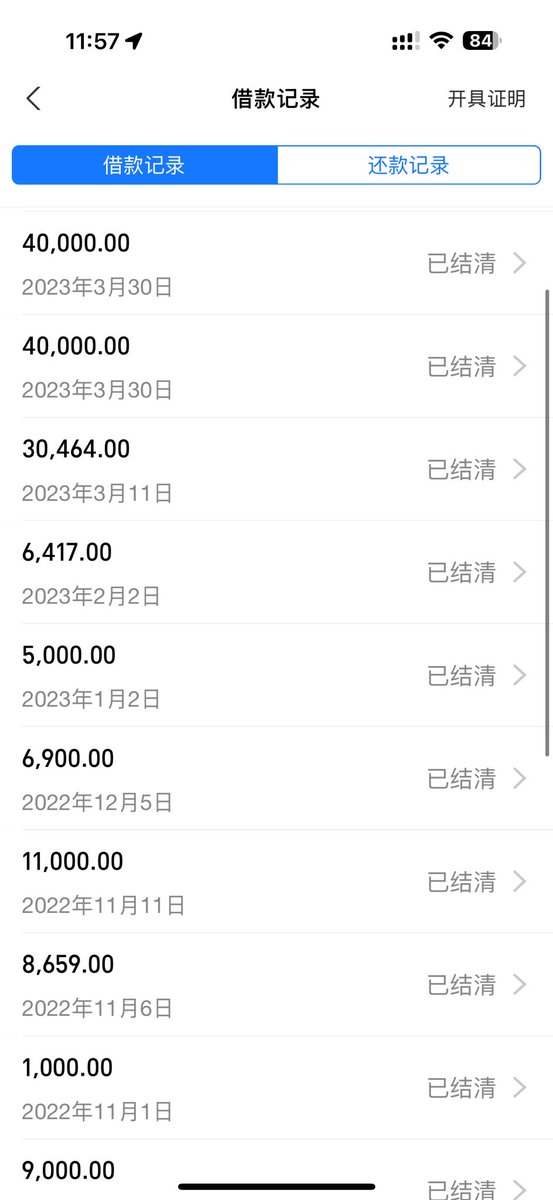 11:57
84
借款记录
开具证明
借款记录
还款记录
40,000.00
已结清
2023年3月30日
40,000.00
已结清
2023年3月30日
30,464.00
已结清
2023年3月11日
6,417.00
已结清
2023年2月2日
5,000.00
已结清
2023年1月2日
6,900.00
已结清
2022年12月5日
11,000.00
已结清
2022年11月11日
8,659.00
已结清
2022年11月6日
1,000.00
已结清
2022年11月1日
9,000.00
已结清